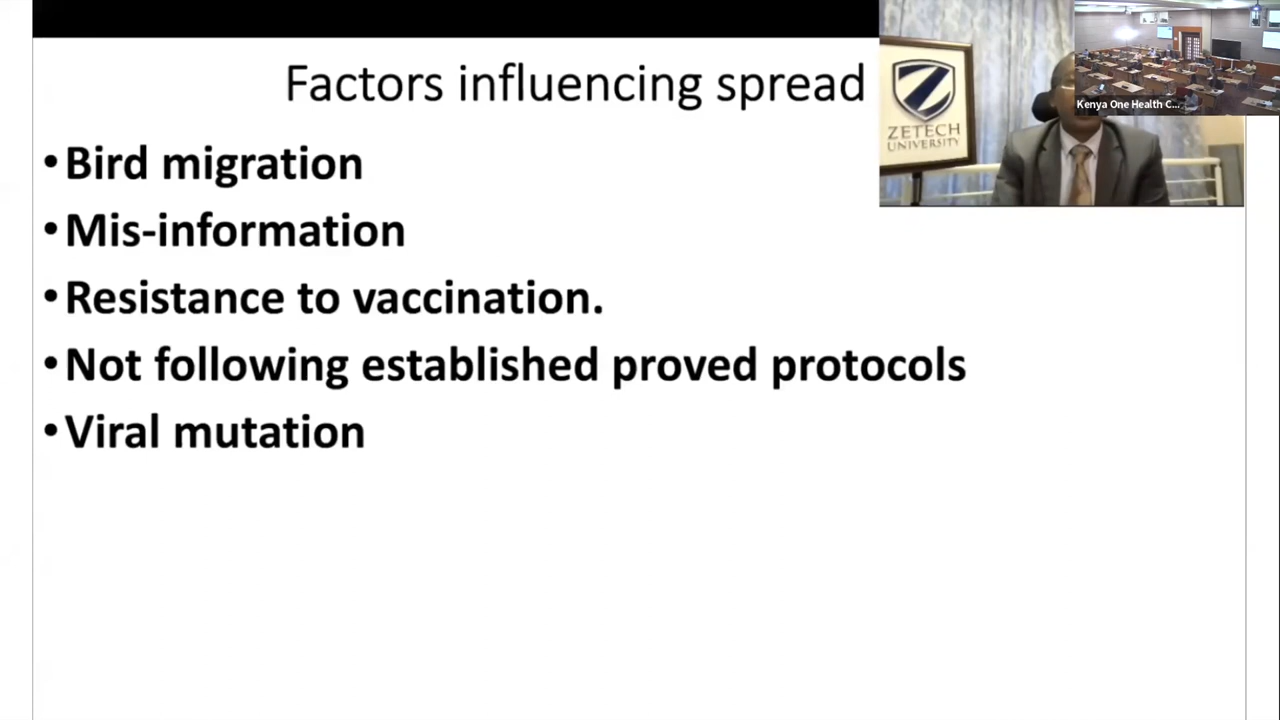 Factors influencing spread
• Bird migration
• Mis-information
• Resistance to vaccination.
• Not following established proved protocols
• Viral mutation
ZETECH
UNIVERSITY
Kenya One Health C...